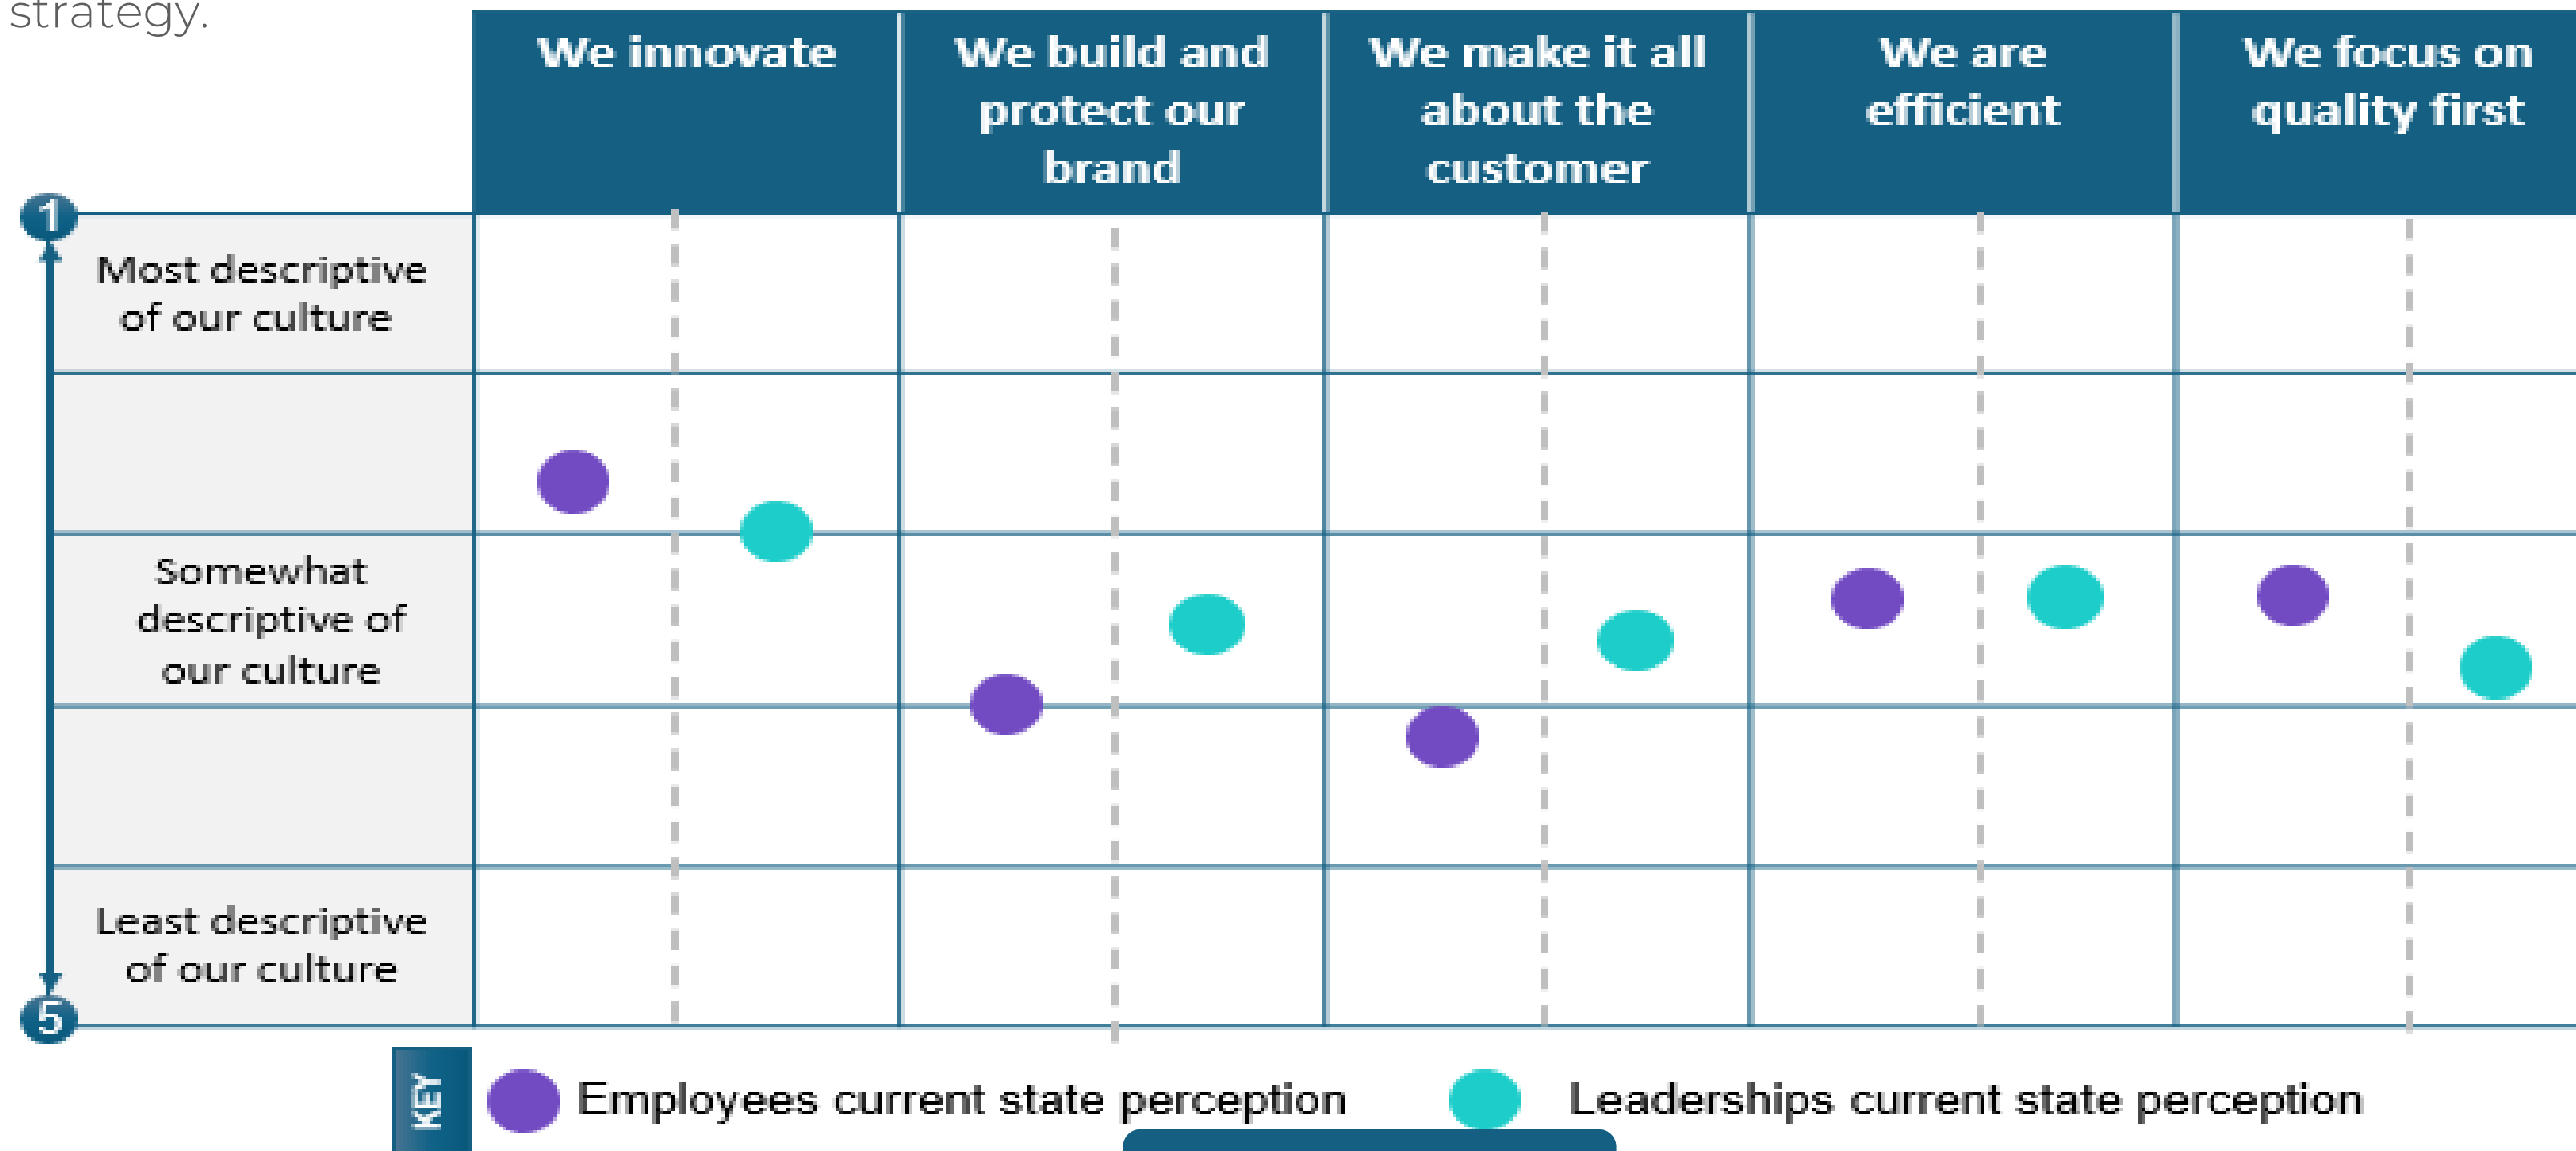 strategy.
We innovate
We build and
protect our
brand
We make it all
about the
customer
We are
efficient
We focus on
quality first
1
Most descriptive
of our culture
Somewhat
descriptive of
our culture
Least descriptive
of our culture
5
KEY
Employees current state perception
Leaderships current state perception